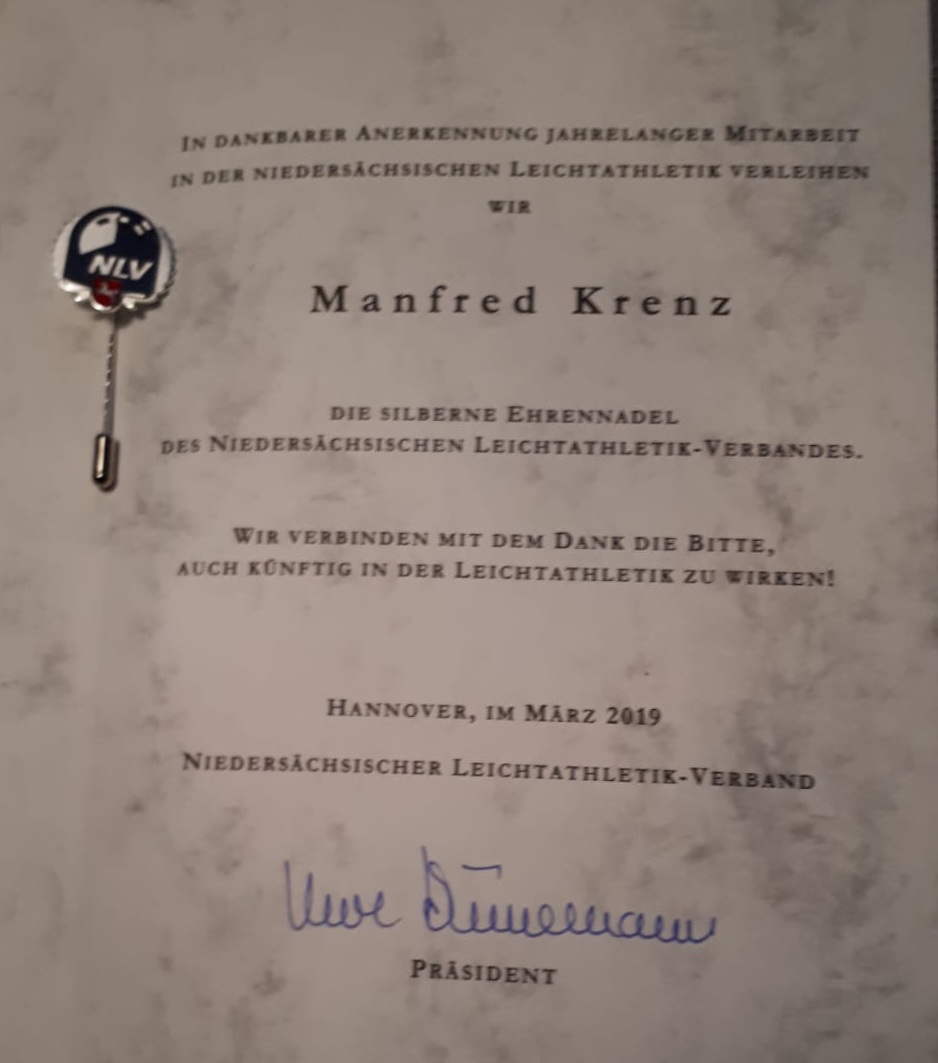 In dankbarer Anerkennung jahrelanger Mitarbeit
in der niedersächsischen Leichtathletik verleihen
wir
NLV
Manfred Krenz
die silberne Ehrennadel
des Niedersächsischen Leichtathletik-Verbandes.
Wir verbinden mit dem Dank die Bitte,
auch künftig in der Leichtathletik zu wirken!
Hannover, im März 2019
Niedersächsischer Leichtathletik-Verband
Uwe Dünnemann
Präsident